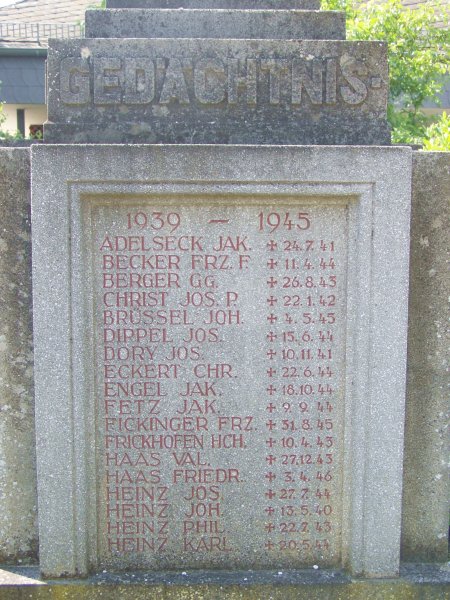 GEDÄCHTNIS-
1939 – 1945
ADELSECK JAK. + 24.7.41
BECKER FRZ. F. + 11.4.44
BERGER GG. + 26.8.43
CHRIST JOS. P. + 22.1.42
BRÜSSEL JOH. + 4.5.45
DIPPEL JOS. + 15.6.44
DORY JOS. + 10.11.41
ECKERT CHR. + 22.6.44
ENGEL JAK. + 18.10.44
FETZ JAK. + 9.9.44
FICKINGER FRZ. + 31.8.45
FRICKHOFEN HCH. + 10.4.43
HAAS VAL. + 27.12.43
HAAS FRIEDR. + 3.4.46
HEINZ JOS. + 27.7.44
HEINZ JOH. + 13.5.40
HEINZ PHIL. + 22.7.43
HEINZ KARL + 20.5.44